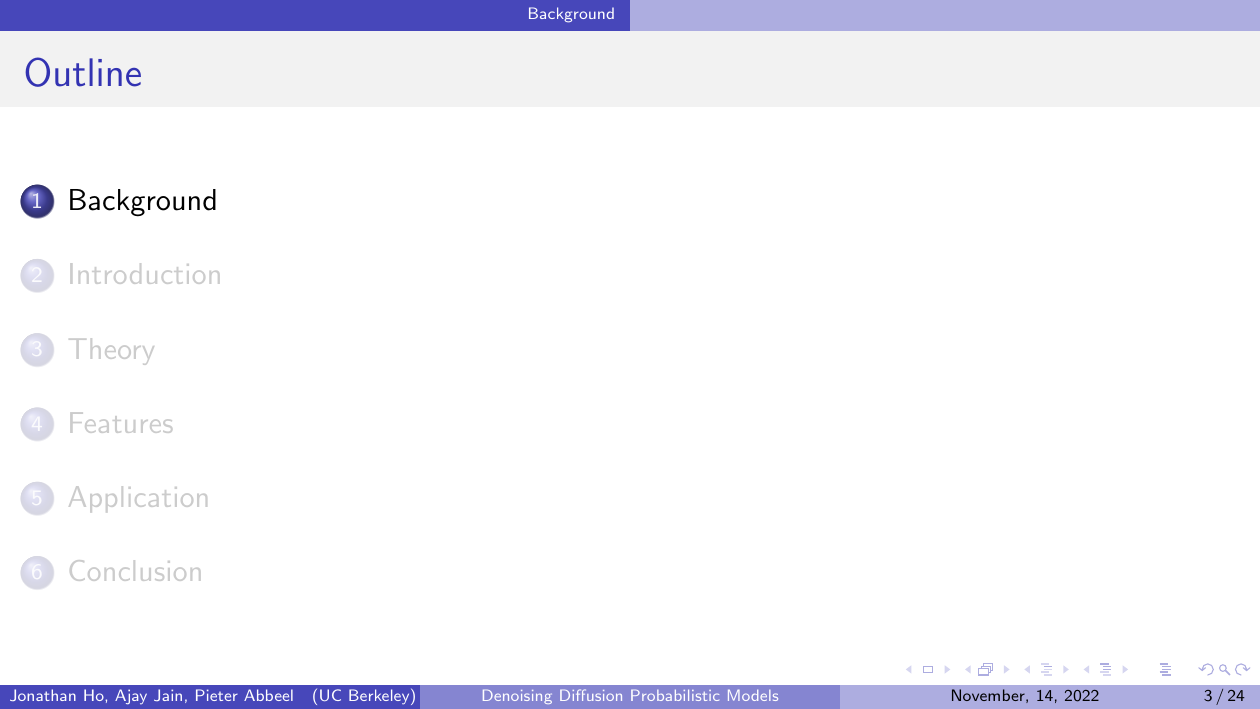 Background
Outline
1 Background
2 Introduction
3 Theory
4 Features
5 Application
6 Conclusion
Jonathan Ho, Ajay Jain, Pieter Abbeel (UC Berkeley) Denoising Diffusion Probabilistic Models November, 14, 2022 3 / 24